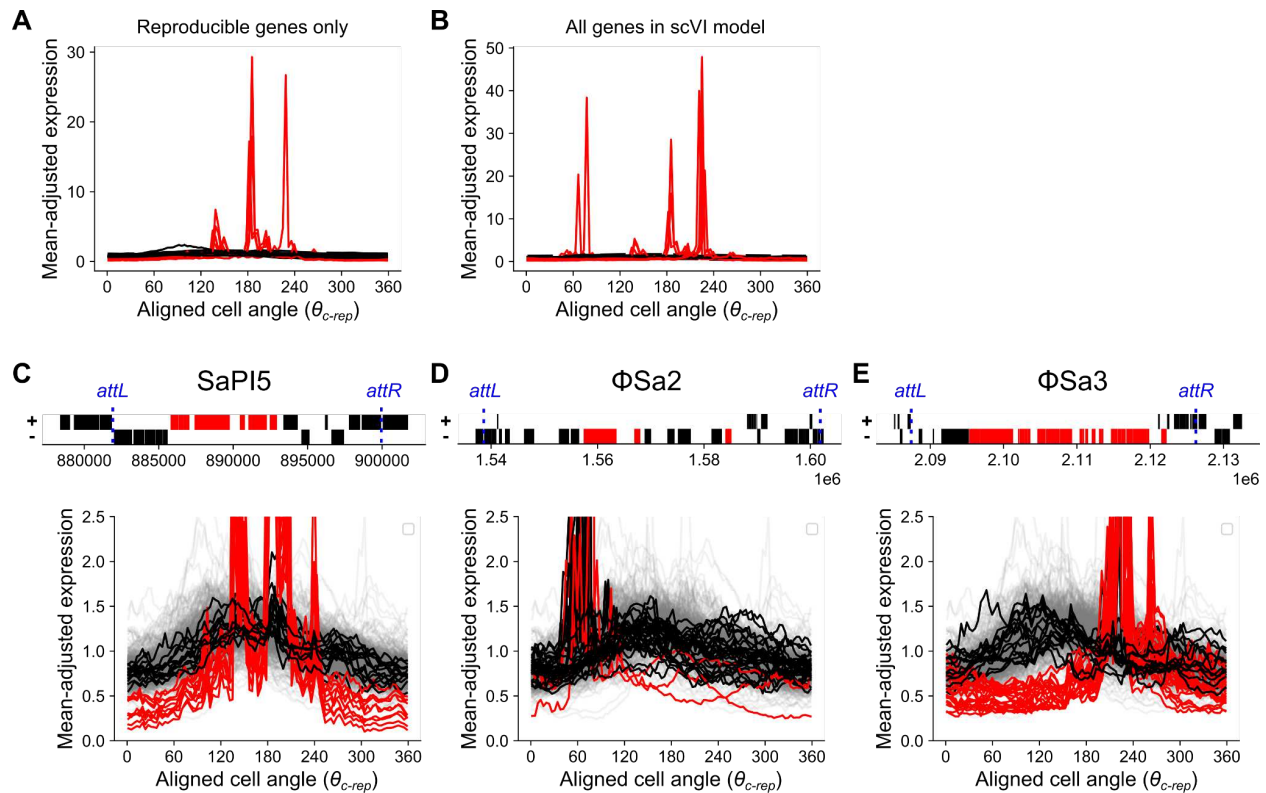 A
Reproducible genes only
Mean-adjusted expression
30
20
10
0
0 60 120 180 240 300 360
Aligned cell angle (θc-rep)
B
All genes in scVI model
Mean-adjusted expression
50
40
30
20
10
0
0 60 120 180 240 300 360
Aligned cell angle (θc-rep)
C
SaPI5
attL
attR
+
-
880000 885000 890000 895000 900000
Mean-adjusted expression
2.5
2.0
1.5
1.0
0.5
0.0
0 60 120 180 240 300 360
Aligned cell angle (θc-rep)
D
ΦSa2
attL
attR
+
-
1.54 1.56 1.58 1.60
1e6
Mean-adjusted expression
2.5
2.0
1.5
1.0
0.5
0.0
0 60 120 180 240 300 360
Aligned cell angle (θc-rep)
E
ΦSa3
attL
attR
+
-
2.09 2.10 2.11 2.12 2.13
1e6
Mean-adjusted expression
2.5
2.0
1.5
1.0
0.5
0.0
0 60 120 180 240 300 360
Aligned cell angle (θc-rep)